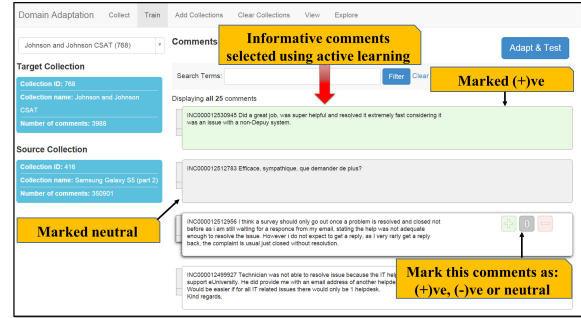 Domain Adaptation Collect Train Add Collections Clear Collections View Explore
Johnson and Johnson CSAT (768)
Target Collection
Collection ID: 768
Collection name: Johnson and Johnson
CSAT
Number of comments: 3988
Source Collection
Collection ID: 416
Collection name: Samsung Galaxy S5 (part 2)
Number of comments: 350901
Marked neutral
Comments
Informative comments
selected using active learning
Adapt & Test
Search Terms:
Filter Clear
Marked (+)ve
Displaying all 25 comments
INC000012530945 Did a great job, was super helpful and resolved it extremely fast considering it
was an issue with a non-Depuy system.
INC000012512783 Efficace, sympathique, que demander de plus?
INC000012512956 I think a survey should only go out once a problem is resolved and closed not
before as i am still waiting for a responce from my email, stating the help was not adequate
enough to resolve the issue. However i do not expect to get a reply, as I very rarly get a reply
back, the complaint is usual just closed without resolution.
0
INC000012499927 Technician was not able to resolve issue because the IT help
support eUniversity. He did provide me with an email address of another helpde
Would be easier if for all IT related issues there would only be 1 helpdesk.
Kind regards,
Mark this comments as:
(+)ve, (-)ve or neutral